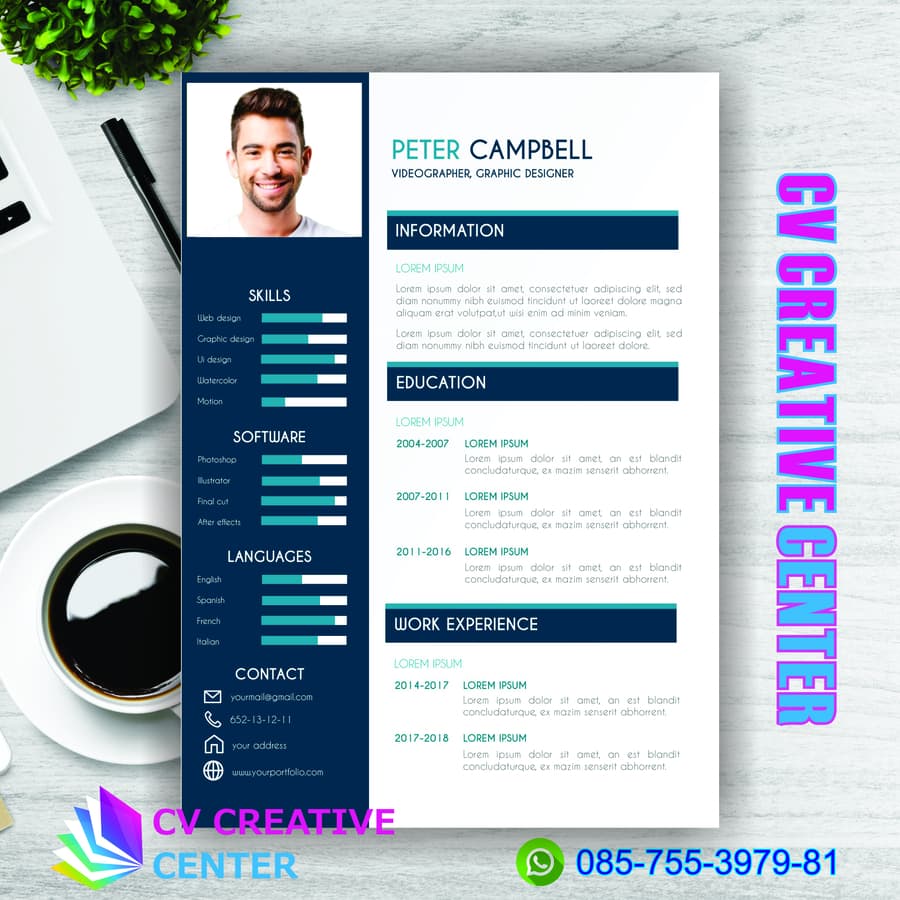 PETER CAMPBELL
VIDEOGRAPHER, GRAPHIC DESIGNER
INFORMATION
LOREM IPSUM
Lorem ipsum dolor sit amet, consectetuer adipiscing elit, sed
diam nonummy nibh euismod tincidunt ut laoreet dolore magna
aliquam erat volutpat,ut wisi enim ad minim veniam.
Lorem ipsum dolor sit amet, consectetuer adipiscing elit, sed
diam nonummy nibh euismod tincidunt ut laoreet dolore.
EDUCATION
LOREM IPSUM
2004-2007 LOREM IPSUM
Lorem ipsum dolor sit amet, an est blandit
concludaturque, ex mazim senserit abhorrent.
2007-2011 LOREM IPSUM
Lorem ipsum dolor sit amet, an est blandit
concludaturque, ex mazim senserit abhorrent.
2011-2016 LOREM IPSUM
Lorem ipsum dolor sit amet, an est blandit
concludaturque, ex mazim senserit abhorrent.
WORK EXPERIENCE
LOREM IPSUM
2014-2017 LOREM IPSUM
Lorem ipsum dolor sit amet, an est blandit
concludaturque, ex mazim senserit abhorrent.
2017-2018 LOREM IPSUM
Lorem ipsum dolor sit amet, an est blandit
concludaturque, ex mazim senserit abhorrent.
SKILLS
Web design
Graphic design
Ui design
Watercolor
Motion
SOFTWARE
Photoshop
Illustrator
Final cut
After effects
LANGUAGES
English
Spanish
French
Italian
CONTACT
yourmail@gmail.com
652-13-12-11
your address
www.yourportfolio.com
CV CREATIVE CENTER
CV CREATIVE
CENTER
085-755-3979-81